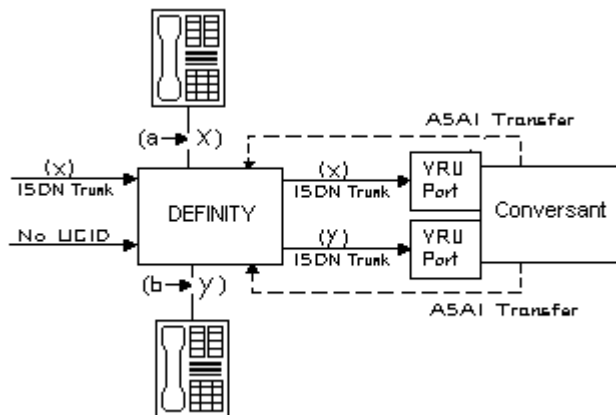 ASAI Transfer
(a→ X)
(x)
ISDN Trunk
(x)
ISDN Trunk
VRU
Port
DEFINITY
Conversant
No UCID
(y)
ISDN Trunk
VRU
Port
(b→ y)
ASAI Transfer